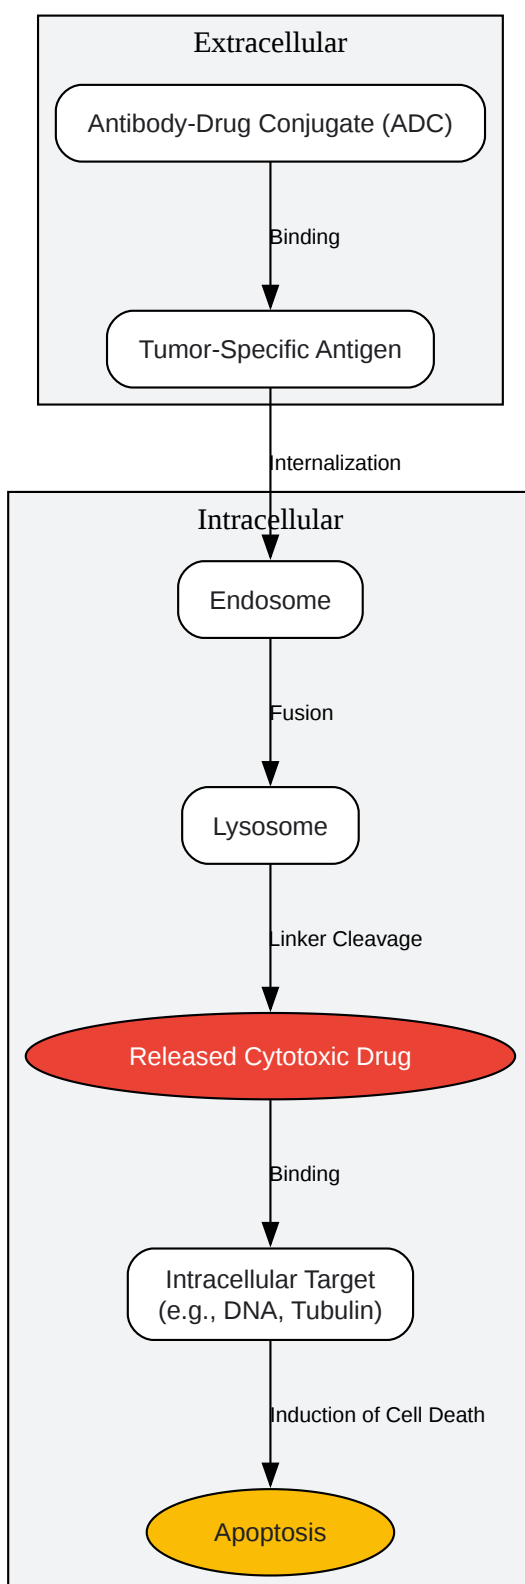 Extracellular
Antibody-Drug Conjugate (ADC)
Binding
Tumor-Specific Antigen
Internalization
Intracellular
Endosome
Fusion
Lysosome
Linker Cleavage
Released Cytotoxic Drug
Binding
Intracellular Target
(e.g., DNA, Tubulin)
Induction of Cell Death
Apoptosis